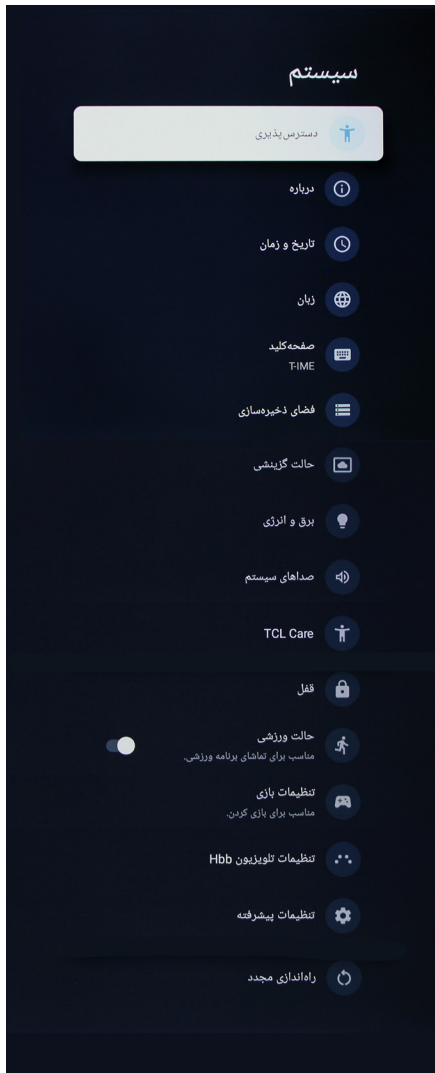 سیستم
دسترس‌پذیری
درباره
تاریخ و زمان
زبان
صفحه‌کلید
T-IME
فضای ذخیره‌سازی
حالت گزینشی
برق و انرژی
صداهای سیستم
TCL Care
قفل
حالت ورزشی
مناسب برای تماشای برنامه ورزشی.
تنظیمات بازی
مناسب برای بازی کردن.
تنظیمات تلویزیون Hbb
تنظیمات پیشرفته
راه‌اندازی مجدد